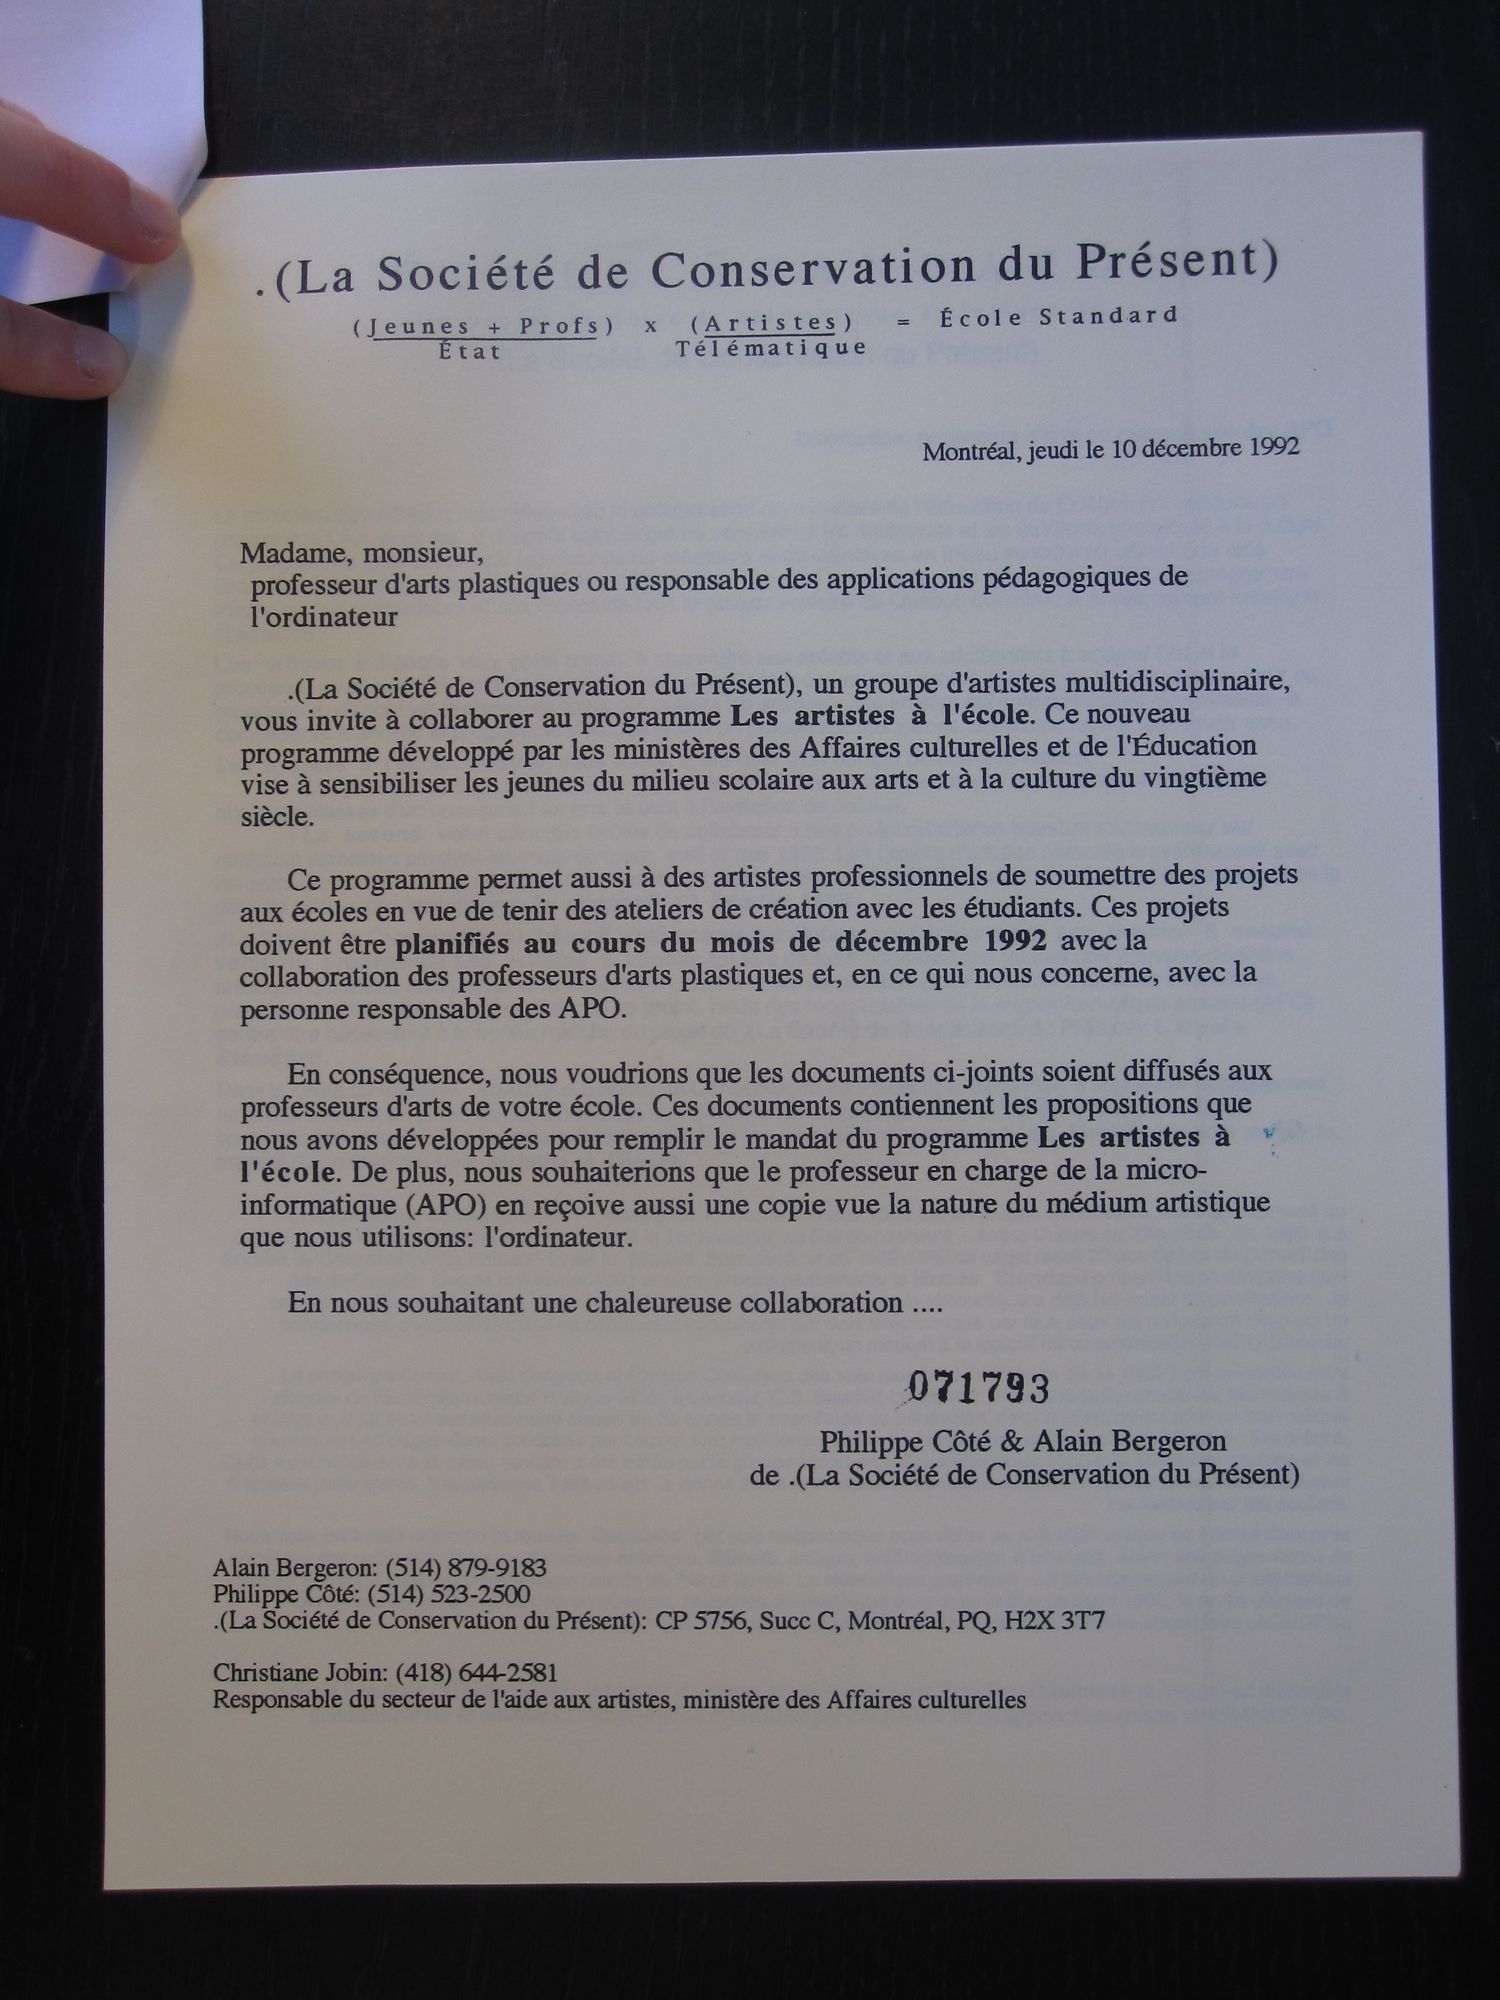 .(La Société de Conservation du Présent)
(Jeunes + Profs) x (Artistes) = École Standard
État Télématique
Montréal, jeudi le 10 décembre 1992
Madame, monsieur,
professeur d'arts plastiques ou responsable des applications pédagogiques de
l'ordinateur
.(La Société de Conservation du Présent), un groupe d'artistes multidisciplinaire,
vous invite à collaborer au programme Les artistes à l'école. Ce nouveau
programme développé par les ministères des Affaires culturelles et de l'Éducation
vise à sensibiliser les jeunes du milieu scolaire aux arts et à la culture du vingtième
siècle.
Ce programme permet aussi à des artistes professionnels de soumettre des projets
aux écoles en vue de tenir des ateliers de création avec les étudiants. Ces projets
doivent être planifiés au cours du mois de décembre 1992 avec la
collaboration des professeurs d'arts plastiques et, en ce qui nous concerne, avec la
personne responsable des APO.
En conséquence, nous voudrions que les documents ci-joints soient diffusés aux
professeurs d'arts de votre école. Ces documents contiennent les propositions que
nous avons développées pour remplir le mandat du programme Les artistes à
l'école. De plus, nous souhaiterions que le professeur en charge de la micro-
informatique (APO) en reçoive aussi une copie vue la nature du médium artistique
que nous utilisons: l'ordinateur.
En nous souhaitant une chaleureuse collaboration ....
071793
Philippe Côté & Alain Bergeron
de .(La Société de Conservation du Présent)
Alain Bergeron: (514) 879-9183
Philippe Côté: (514) 523-2500
.(La Société de Conservation du Présent): CP 5756, Succ C, Montréal, PQ, H2X 3T7
Christiane Jobin: (418) 644-2581
Responsable du secteur de l'aide aux artistes, ministère des Affaires culturelles